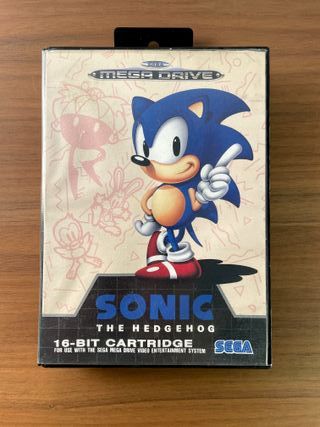 SEGA
MEGA DRIVE
SONIC
THE HEDGEHOG
16-BIT CARTRIDGE
FOR USE WITH THE SEGA MEGA DRIVE VIDEO ENTERTAINMENT SYSTEM
SEGA